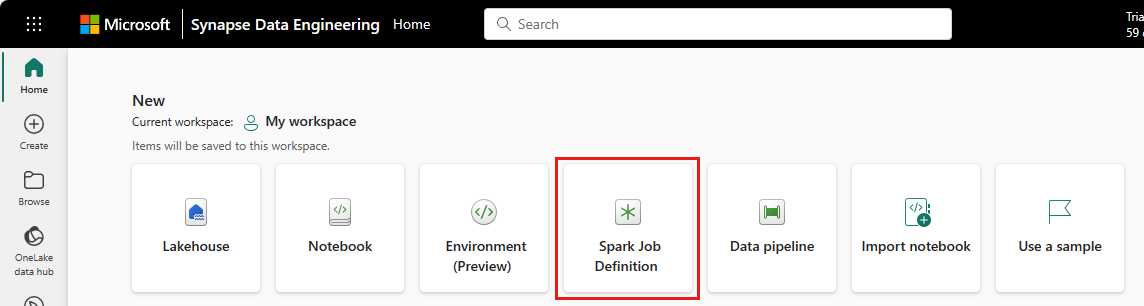 Microsoft Synapse Data Engineering Home Search
Tria
59
Home
Create
Browse
OneLake
data hub
New
Current workspace: My workspace
Items will be saved to this workspace.
Lakehouse
Notebook
Environment
(Preview)
Spark Job
Definition
Data pipeline
Import notebook
Use a sample